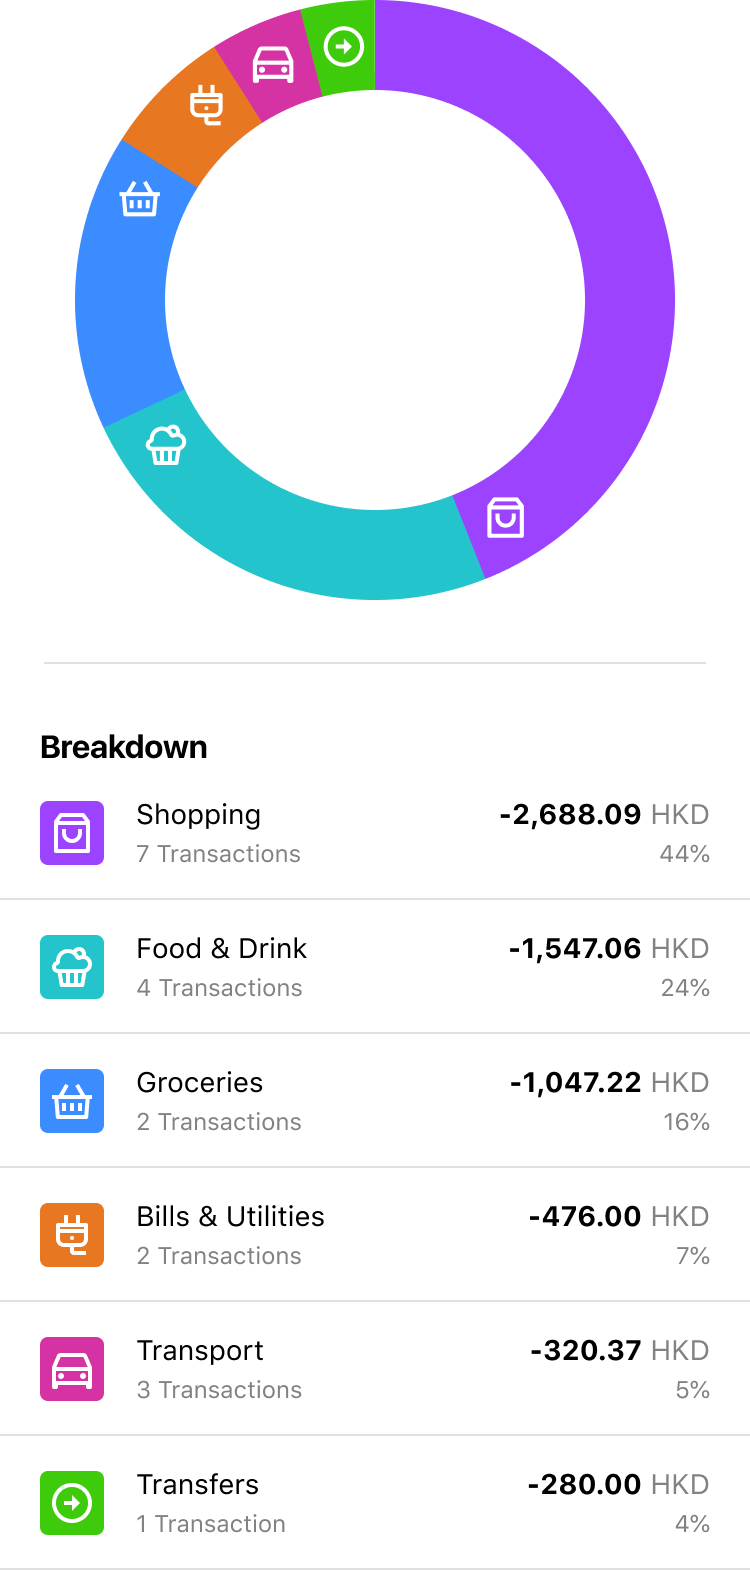 Breakdown
Shopping -2,688.09 HKD
7 Transactions 44%
Food & Drink -1,547.06 HKD
4 Transactions 24%
Groceries -1,047.22 HKD
2 Transactions 16%
Bills & Utilities -476.00 HKD
2 Transactions 7%
Transport -320.37 HKD
3 Transactions 5%
Transfers -280.00 HKD
1 Transaction 4%